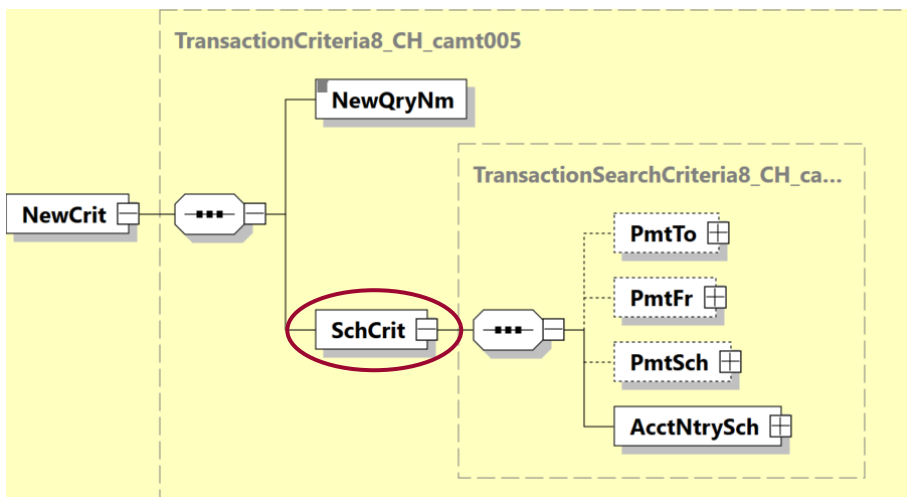 TransactionCriteria8_CH_camt005
NewQryNm
TransactionSearchCriteria8_CH_ca...
NewCrit
PmtTo
PmtFr
SchCrit
PmtSch
AcctNtrySch